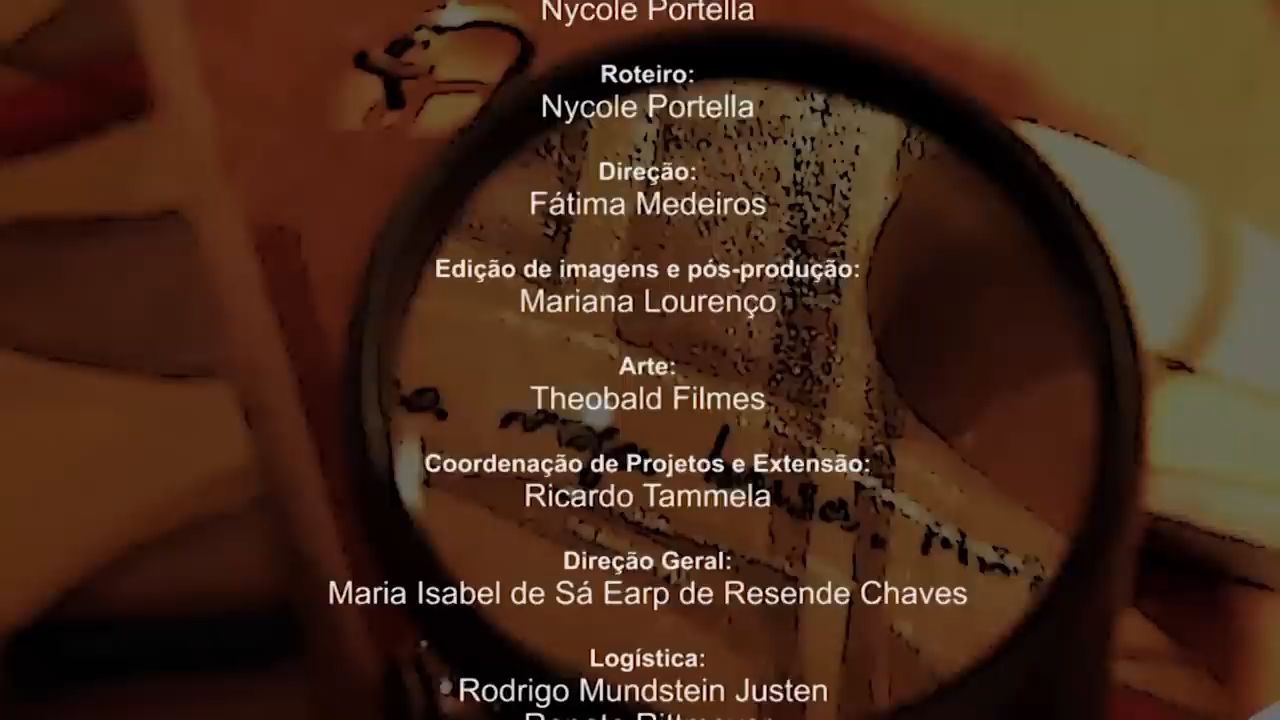 Nycole Portella
Roteiro:
Nycole Portella
Direção:
Fátima Medeiros
Edição de imagens e pós-produção:
Mariana Lourenço
Arte:
Theobald Filmes
Coordenação de Projetos e Extensão:
Ricardo Tammela
Direção Geral:
Maria Isabel de Sá Earp de Resende Chaves
Logística:
Rodrigo Mundstein Justen